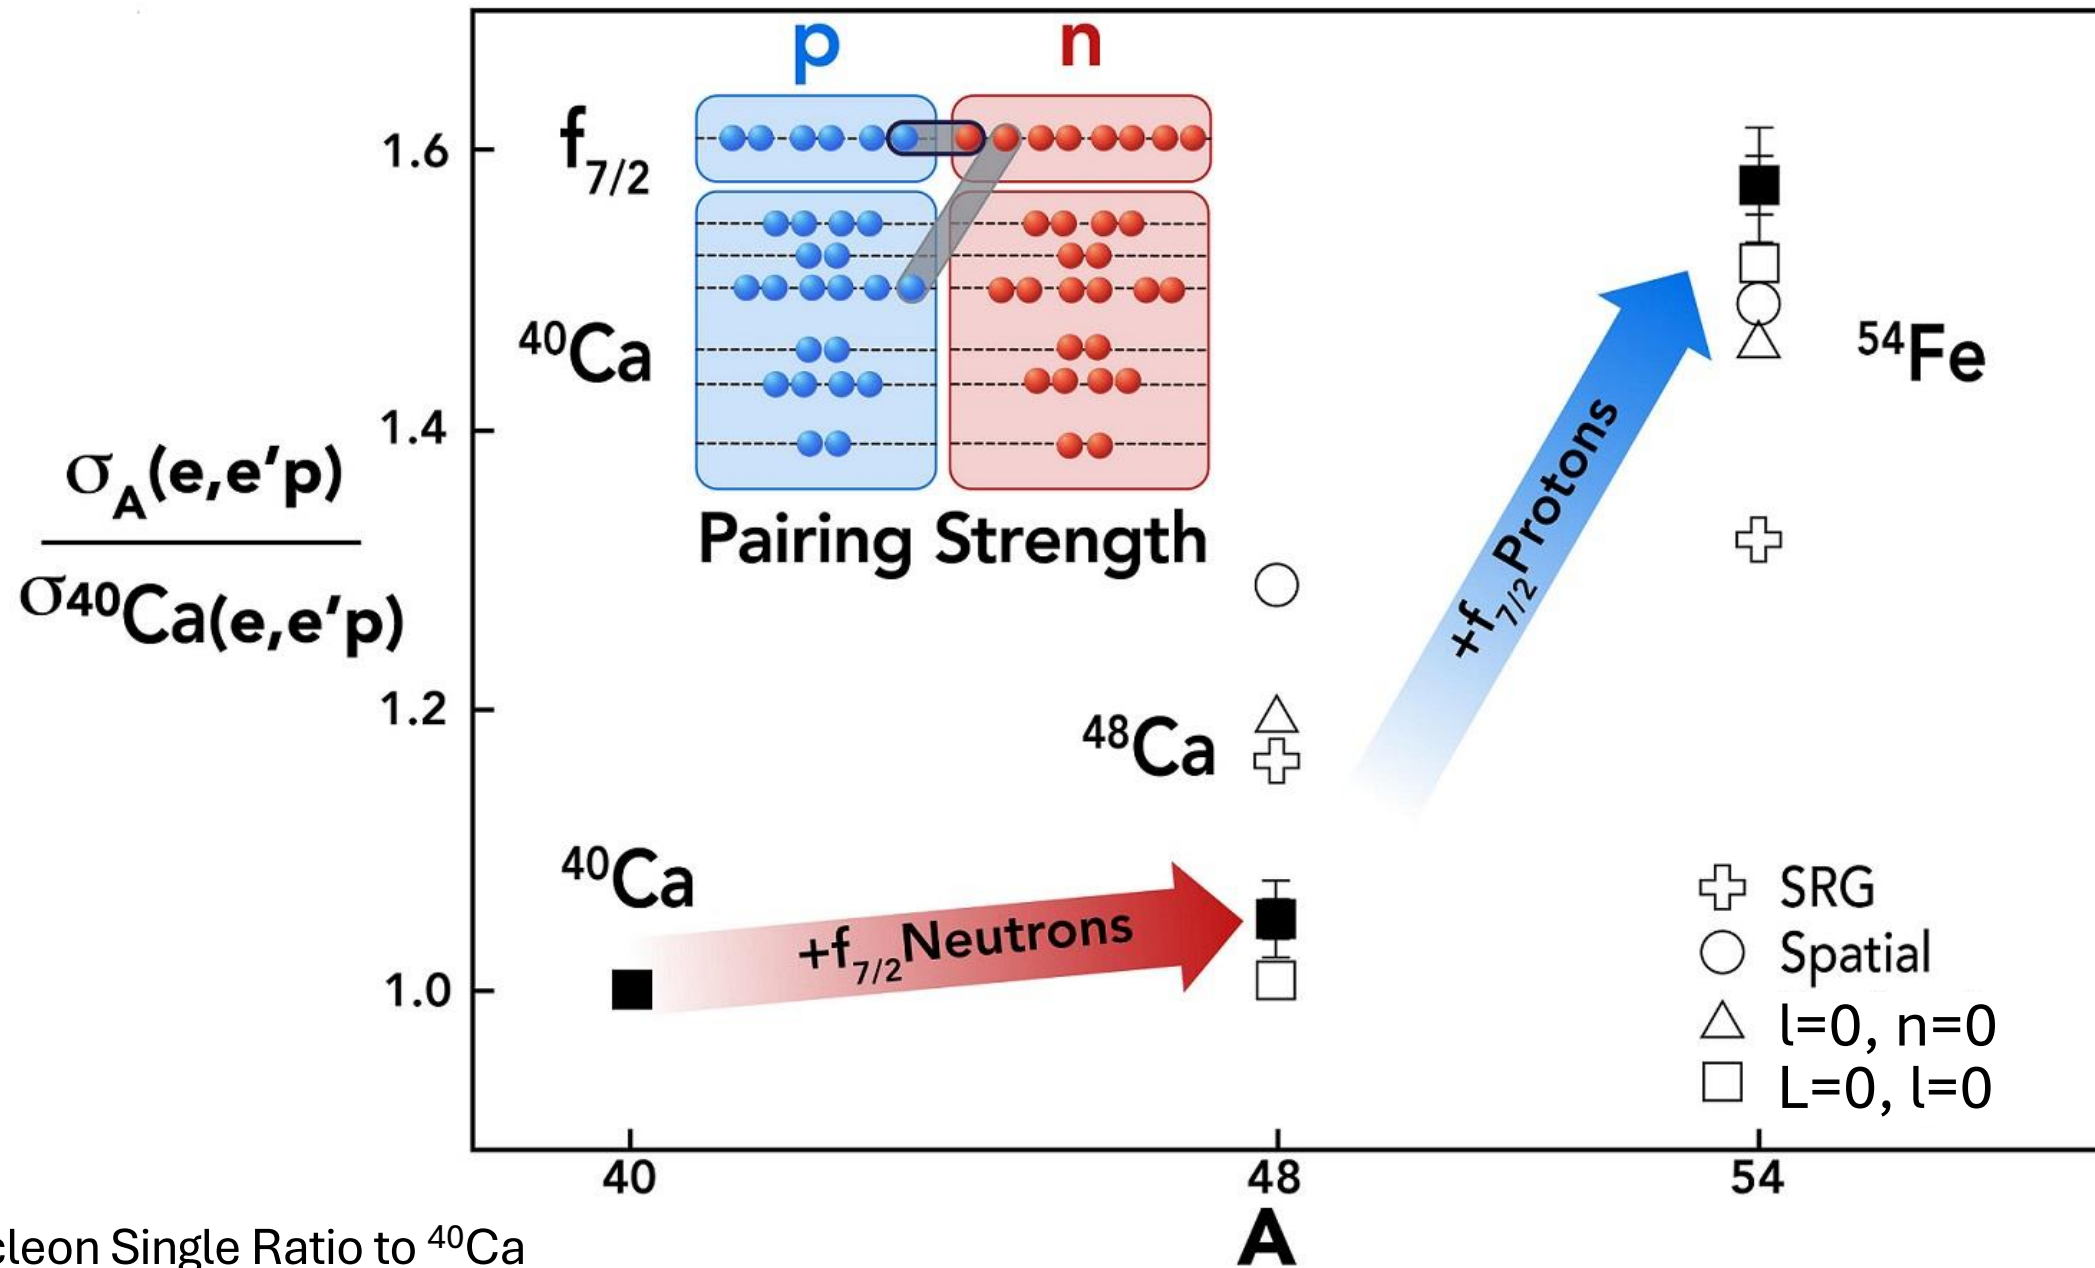 p n
f7/2
1.6
40Ca
1.4
σA(e,e′p)
σ40Ca(e,e′p)
Pairing Strength
1.2
48Ca
+f7/2Protons
54Fe
40Ca
+f7/2Neutrons
1.0
SRG
Spatial
l=0, n=0
L=0, l=0
40 48 54
A
Single Ratio to 40Ca